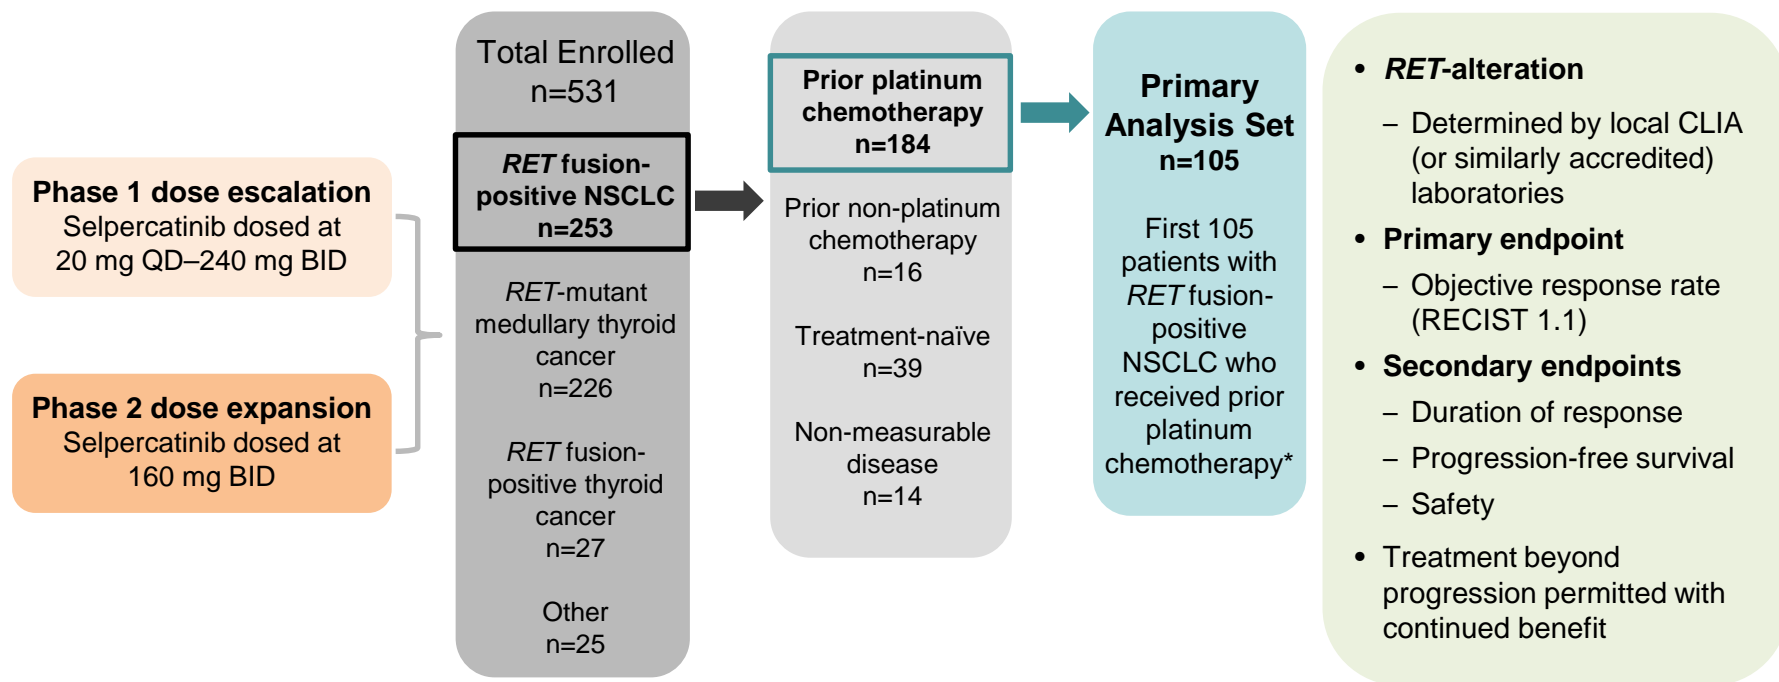 Phase 1 dose escalation
Selpercatinib dosed at
20 mg QD–240 mg BID
Phase 2 dose expansion
Selpercatinib dosed at
160 mg BID
Total Enrolled
n=531
RET fusion-
positive NSCLC
n=253
RET-mutant
medullary thyroid
cancer
n=226
RET fusion-
positive thyroid
cancer
n=27
Other
n=25
Prior platinum
chemotherapy
n=184
Prior non-platinum
chemotherapy
n=16
Treatment-naïve
n=39
Non-measurable
disease
n=14
Primary
Analysis Set
n=105
First 105
patients with
RET fusion-
positive
NSCLC who
received prior
platinum
chemotherapy*
• RET-alteration
– Determined by local CLIA
(or similarly accredited)
laboratories
• Primary endpoint
– Objective response rate
(RECIST 1.1)
• Secondary endpoints
– Duration of response
– Progression-free survival
– Safety
• Treatment beyond
progression permitted with
continued benefit